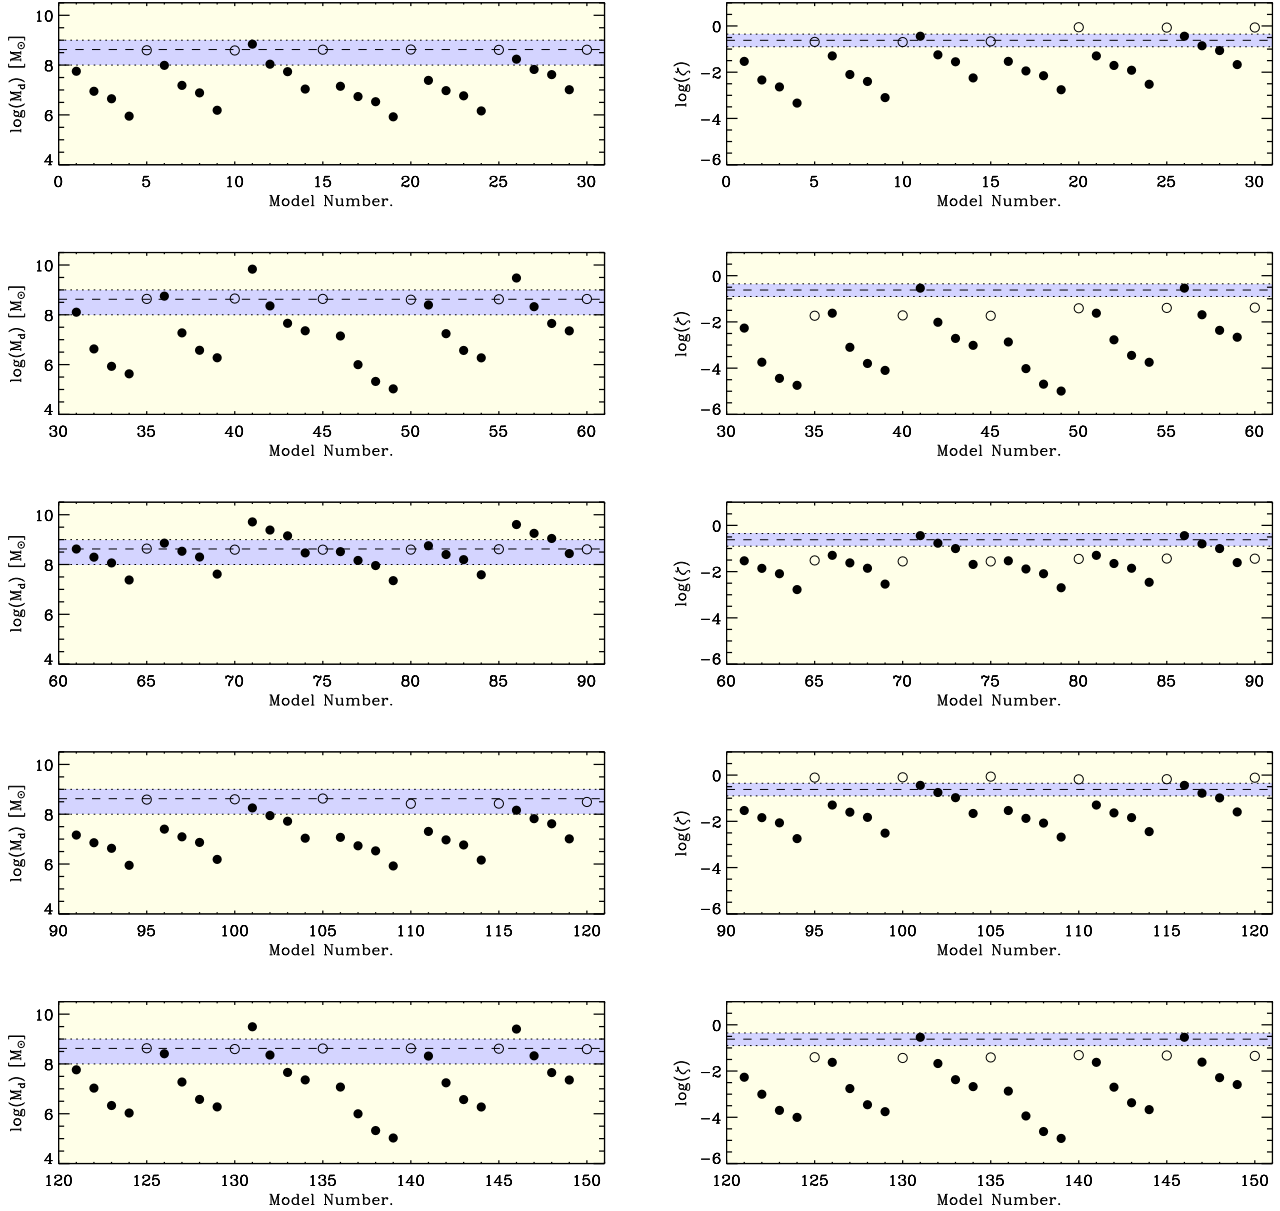 10
8
6
4
log(M_d) [M_⊙]
0 5 10 15 20 25 30
Model Number.
0
−2
−4
−6
log(ζ)
0 5 10 15 20 25 30
Model Number.
10
8
6
4
log(M_d) [M_⊙]
30 35 40 45 50 55 60
Model Number.
0
−2
−4
−6
log(ζ)
30 35 40 45 50 55 60
Model Number.
10
8
6
4
log(M_d) [M_⊙]
60 65 70 75 80 85 90
Model Number.
0
−2
−4
−6
log(ζ)
60 65 70 75 80 85 90
Model Number.
10
8
6
4
log(M_d) [M_⊙]
90 95 100 105 110 115 120
Model Number.
0
−2
−4
−6
log(ζ)
90 95 100 105 110 115 120
Model Number.
10
8
6
4
log(M_d) [M_⊙]
120 125 130 135 140 145 150
Model Number.
0
−2
−4
−6
log(ζ)
120 125 130 135 140 145 150
Model Number.